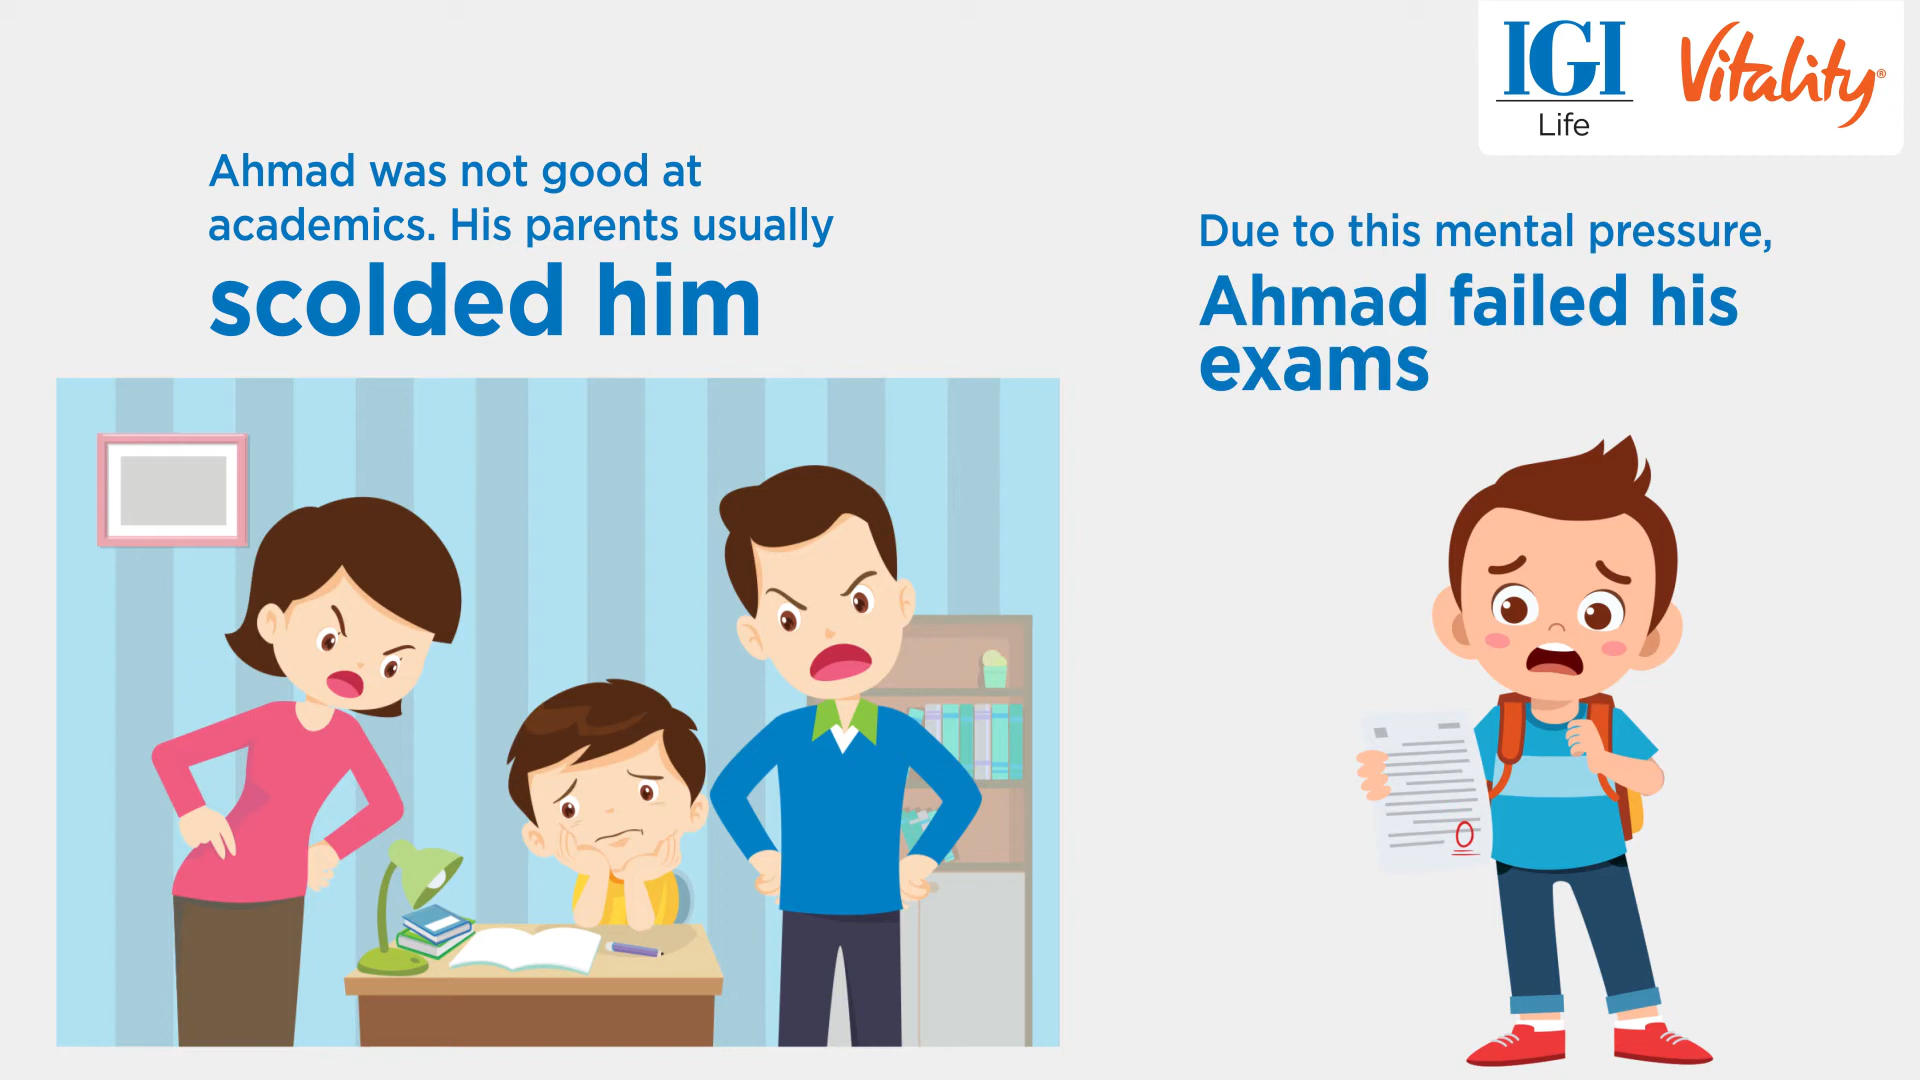 IGI
Life
Vitality®
Ahmad was not good at
academics. His parents usually
scolded him
Due to this mental pressure,
Ahmad failed his
exams
0